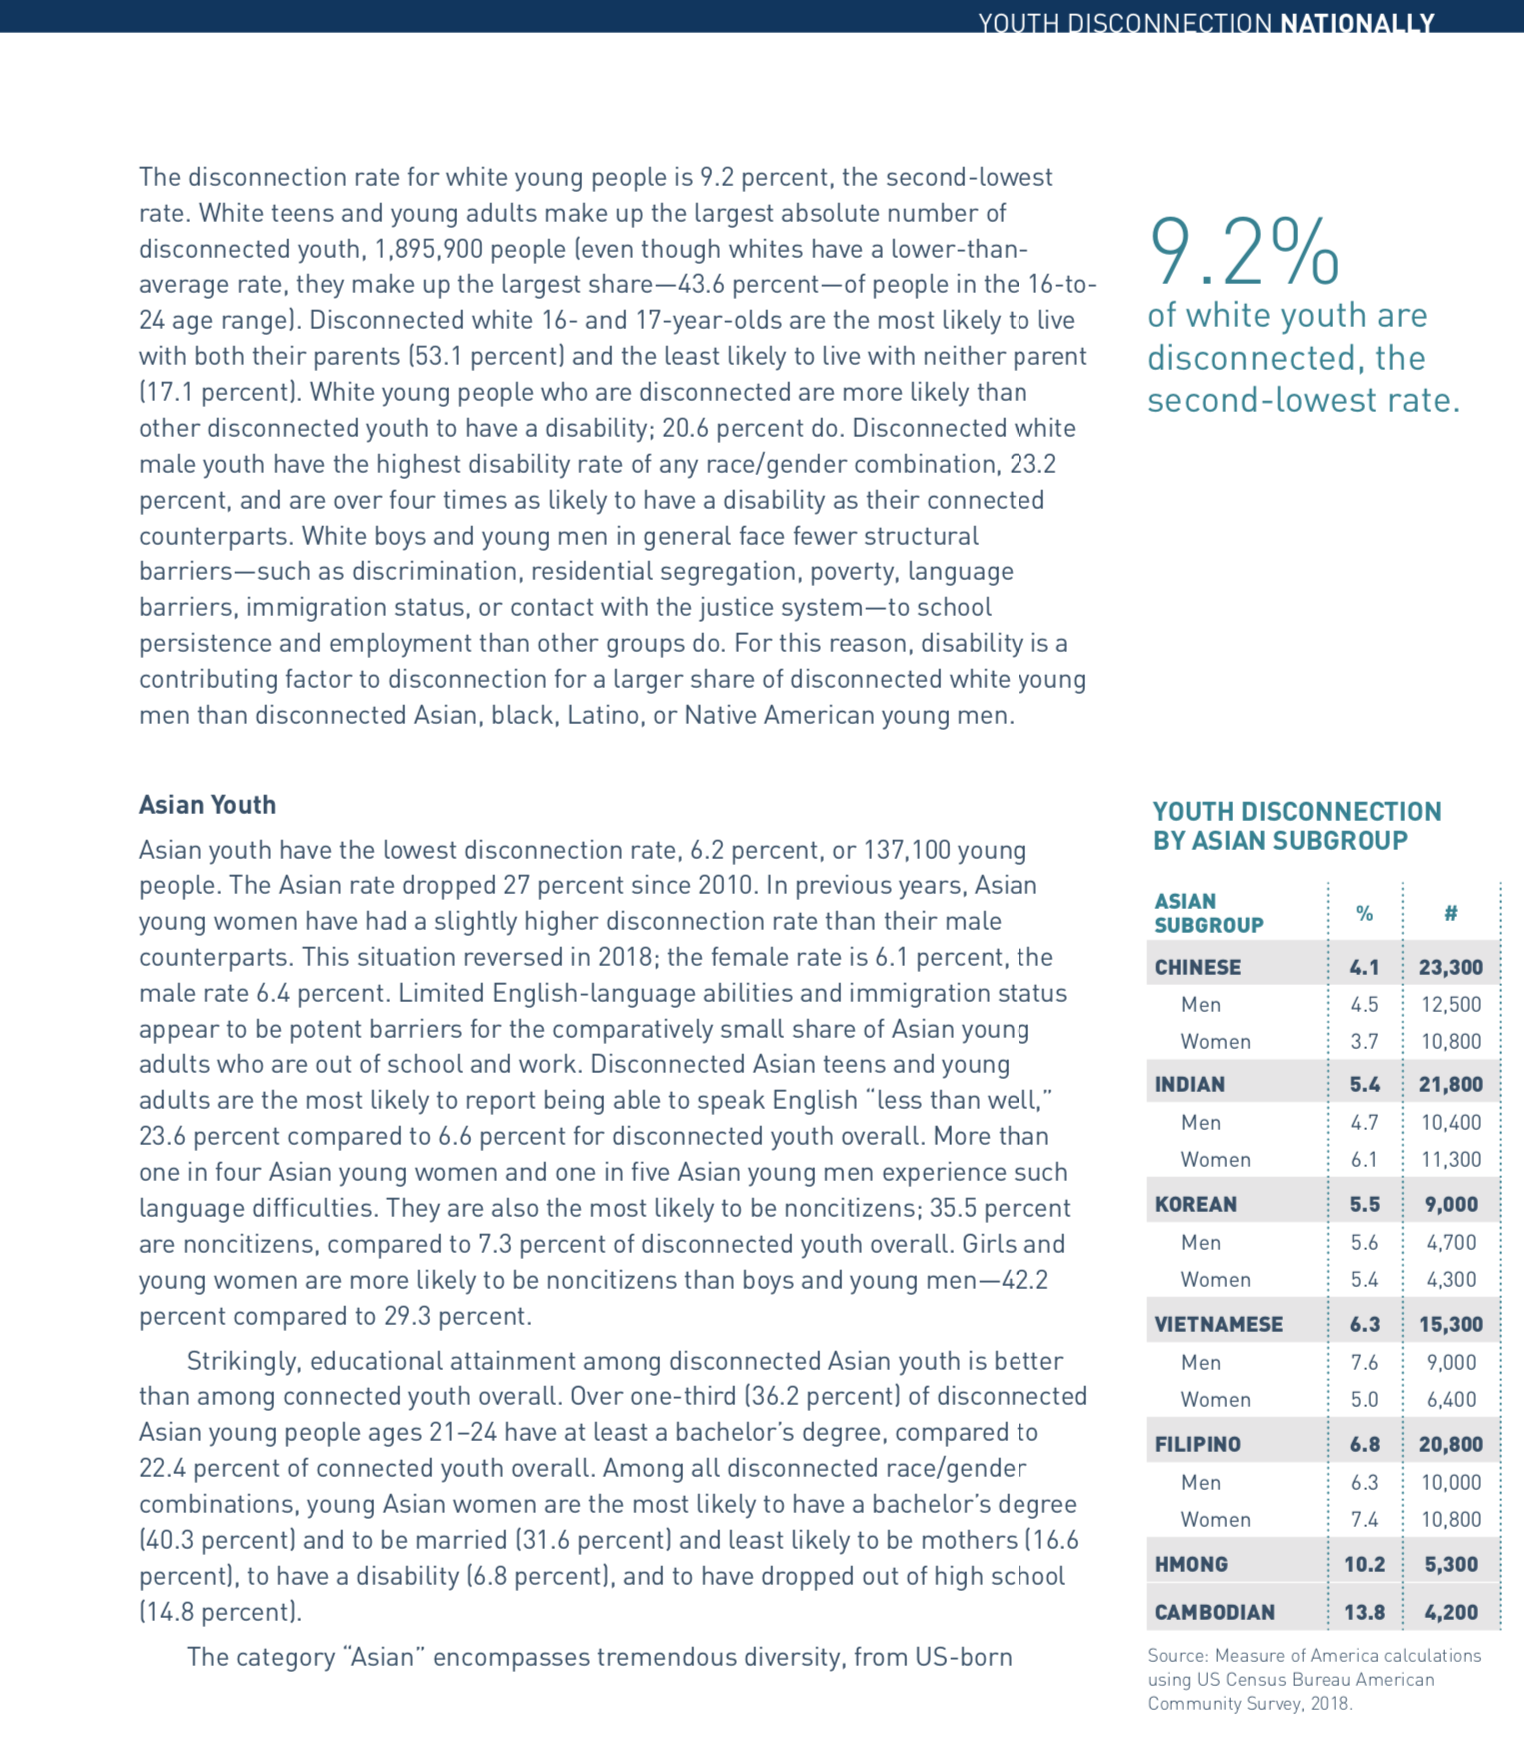 YOUTH DISCONNECTION NATIONALLY
The disconnection rate for white young people is 9.2 percent, the second-lowest
rate. White teens and young adults make up the largest absolute number of
disconnected youth, 1,895,900 people (even though whites have a lower-than-
average rate, they make up the largest share—43.6 percent—of people in the 16-to-
24 age range). Disconnected white 16- and 17-year-olds are the most likely to live
with both their parents (53.1 percent) and the least likely to live with neither parent
(17.1 percent). White young people who are disconnected are more likely than
other disconnected youth to have a disability; 20.6 percent do. Disconnected white
male youth have the highest disability rate of any race/gender combination, 23.2
percent, and are over four times as likely to have a disability as their connected
counterparts. White boys and young men in general face fewer structural
barriers—such as discrimination, residential segregation, poverty, language
barriers, immigration status, or contact with the justice system—to school
persistence and employment than other groups do. For this reason, disability is a
contributing factor to disconnection for a larger share of disconnected white young
men than disconnected Asian, black, Latino, or Native American young men.
9.2%
of white youth are
disconnected, the
second-lowest rate.
Asian Youth
Asian youth have the lowest disconnection rate, 6.2 percent, or 137,100 young
people. The Asian rate dropped 27 percent since 2010. In previous years, Asian
young women have had a slightly higher disconnection rate than their male
counterparts. This situation reversed in 2018; the female rate is 6.1 percent, the
male rate 6.4 percent. Limited English-language abilities and immigration status
appear to be potent barriers for the comparatively small share of Asian young
adults who are out of school and work. Disconnected Asian teens and young
adults are the most likely to report being able to speak English “less than well,”
23.6 percent compared to 6.6 percent for disconnected youth overall. More than
one in four Asian young women and one in five Asian young men experience such
language difficulties. They are also the most likely to be noncitizens; 35.5 percent
are noncitizens, compared to 7.3 percent of disconnected youth overall. Girls and
young women are more likely to be noncitizens than boys and young men—42.2
percent compared to 29.3 percent.
Strikingly, educational attainment among disconnected Asian youth is better
than among connected youth overall. Over one-third (36.2 percent) of disconnected
Asian young people ages 21–24 have at least a bachelor’s degree, compared to
22.4 percent of connected youth overall. Among all disconnected race/gender
combinations, young Asian women are the most likely to have a bachelor’s degree
(40.3 percent) and to be married (31.6 percent) and least likely to be mothers (16.6
percent), to have a disability (6.8 percent), and to have dropped out of high school
(14.8 percent).
The category “Asian” encompasses tremendous diversity, from US-born
YOUTH DISCONNECTION
BY ASIAN SUBGROUP
ASIAN
SUBGROUP % #
CHINESE 4.1 23,300
Men 4.5 12,500
Women 3.7 10,800
INDIAN 5.4 21,800
Men 4.7 10,400
Women 6.1 11,300
KOREAN 5.5 9,000
Men 5.6 4,700
Women 5.4 4,300
VIETNAMESE 6.3 15,300
Men 7.6 9,000
Women 5.0 6,400
FILIPINO 6.8 20,800
Men 6.3 10,000
Women 7.4 10,800
HMONG 10.2 5,300
CAMBODIAN 13.8 4,200
Source: Measure of America calculations
using US Census Bureau American
Community Survey, 2018.